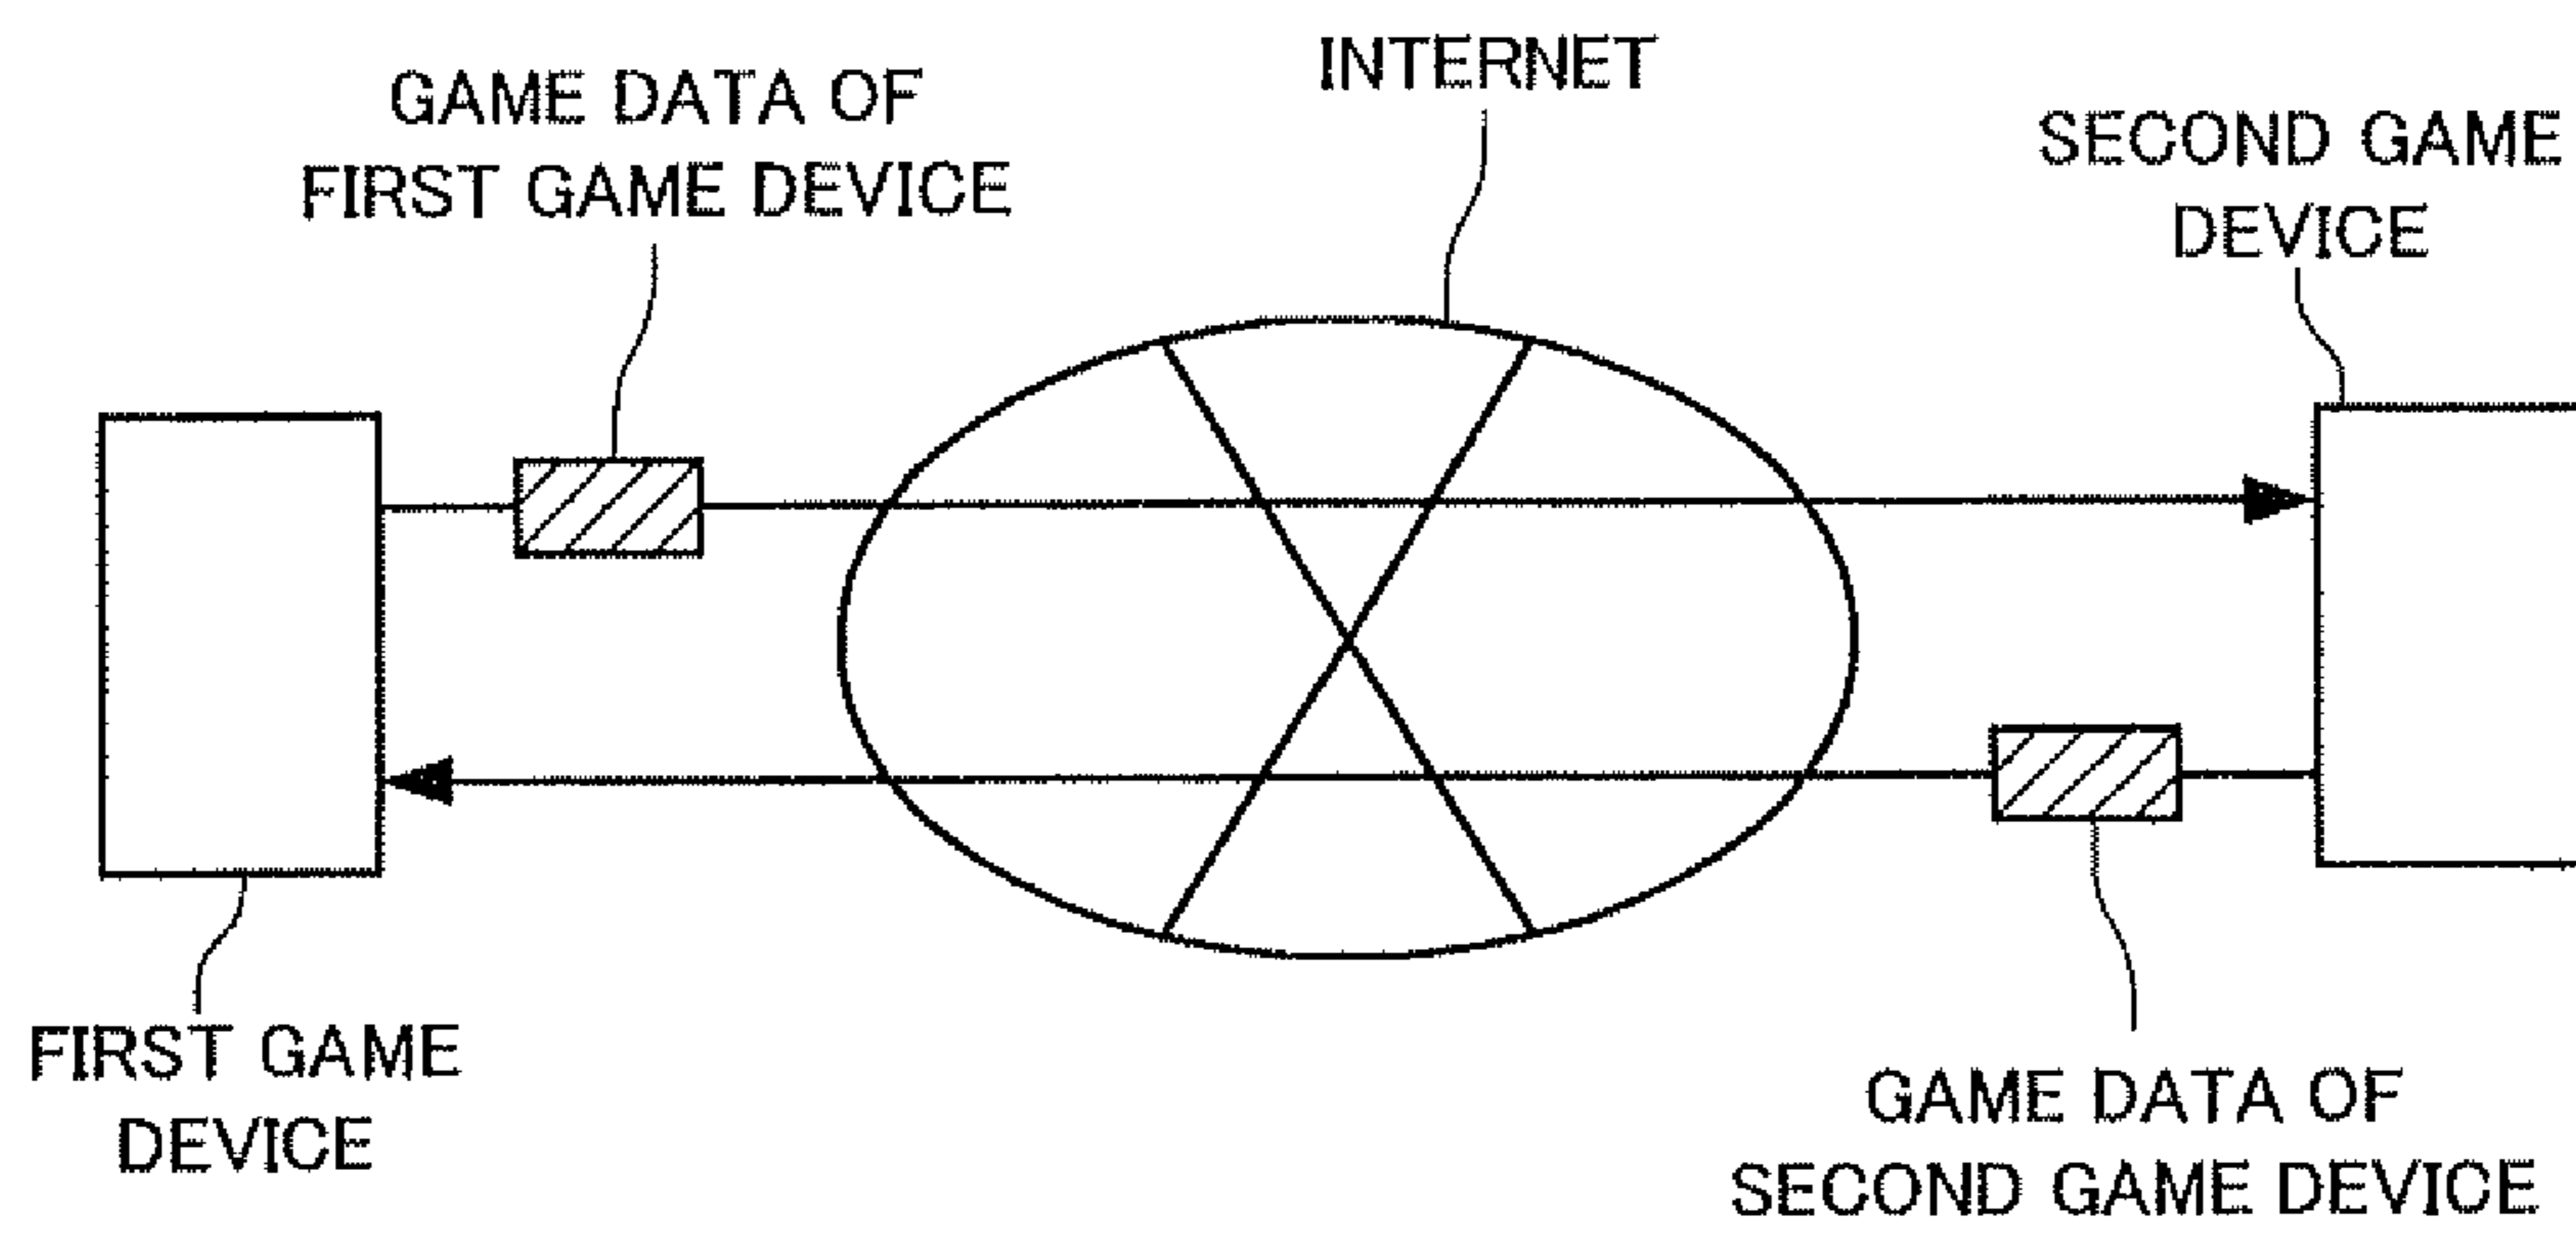 GAME DATA OF
FIRST GAME DEVICE
INTERNET
SECOND GAME
DEVICE
FIRST GAME
DEVICE
GAME DATA OF
SECOND GAME DEVICE